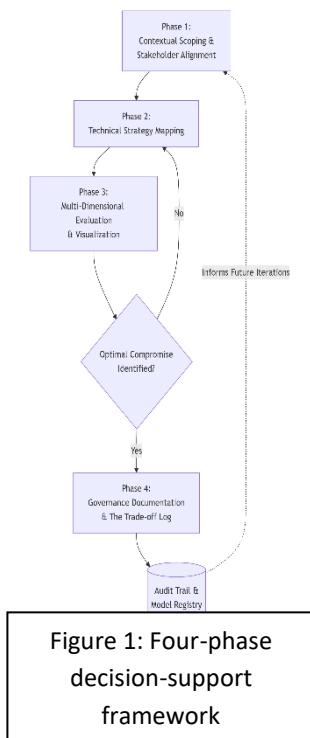 Phase 1:
Contextual Scoping &
Stakeholder Alignment
Phase 2:
Technical Strategy Mapping
Phase 3:
Multi-Dimensional
Evaluation
& Visualization
No
Informs Future Iterations
Optimal Compromise
Identified?
Yes
Phase 4:
Governance Documentation
& The Trade-off Log
Audit Trail &
Model Registry
Figure 1: Four-phase
decision-support
framework